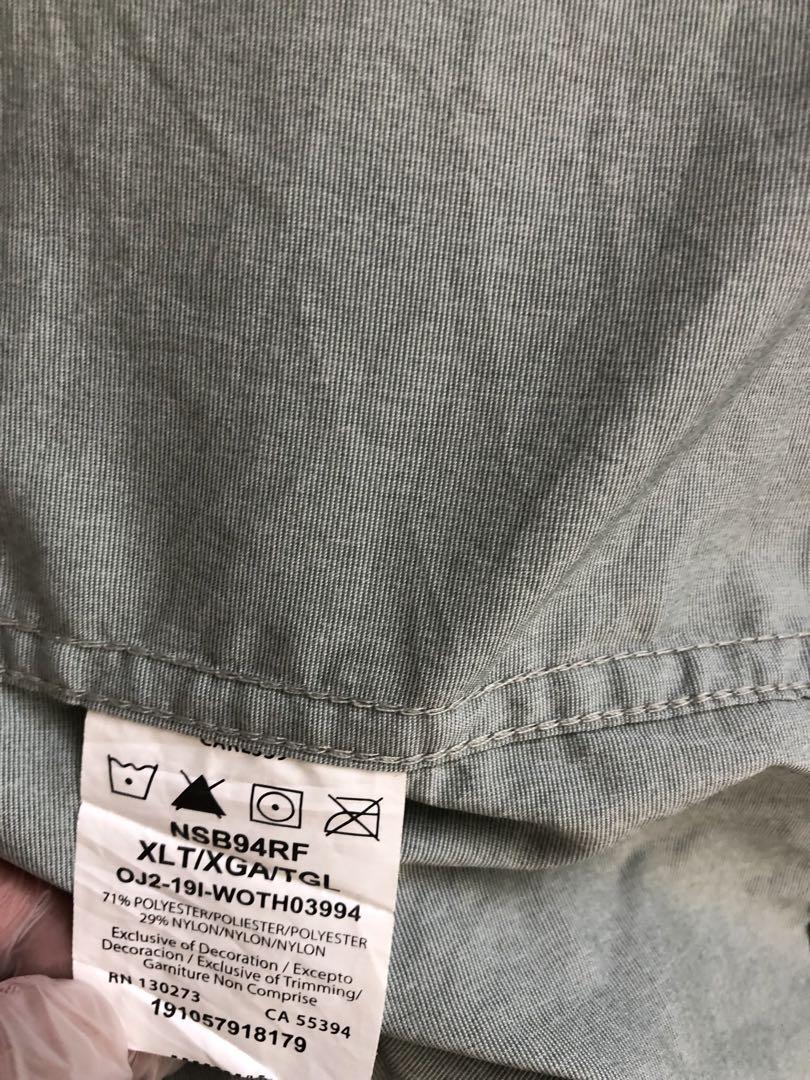 NSB94RF
XLT/XGA/TGL
OJ2-19I-WOTH03994
71% POLYESTER/POLIESTER/POLYESTER
29% NYLON/NYLON/NYLON
Exclusive of Decoration / Excepto
Decoracion / Exclusive of Trimming/
Garniture Non Comprise
RN 130273 CA 55394
191057918179